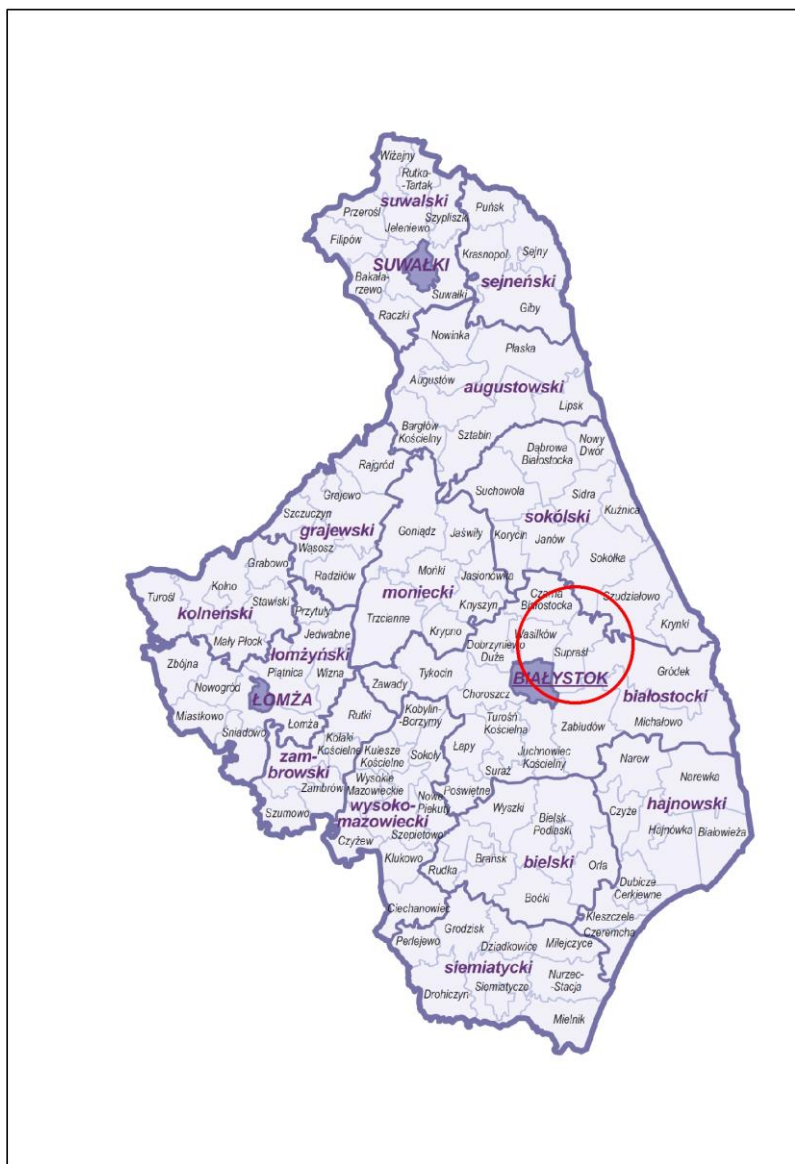 Wiżajny
Rutka-
-Tartak
suwalski
Puńsk
Przerośl
Szypliszki
Jeleniewo
Filipów
Krasnopol
Sejny
SUWAŁKI
Bakała-
rzewo
sejneński
Suwałki
Giby
Raczki
Nowinka
Płaska
Augustów
augustowski
Lipsk
Bargłów
Kościelny
Sztabin
Nowy
Dwór
Dąbrowa
Białostocka
Rajgród
Suchowola
Sidra
Grajewo
Szczuczyn
Kuźnica
sokólski
grajewski
Goniądz
Jaświły
Korycin
Janów
Wąsosz
Sokółka
Grabowo
Radziłów
Mońki
Jasionówka
Kolno
Turośl
Stawiski
moniecki
Czarna
Białostocka
Szudziałowo
kolneński
Przytuły
Trzcianne
Knyszyn
Krynki
Mały Płock
Jedwabne
Krypno
Wasilków
Dobrzyniewo
Duże
Supraśl
Zbójna
łomżyński
Piątnica
Wizna
Tykocin
Gródek
Nowogród
Zawady
BIAŁYSTOK
ŁOMŻA
Choroszcz
białostocki
Miastkowo
Rutki
Kobylin-
Borzymy
Łomża
Śniadowo
Turośń
Kościelna
Zabłudów
Michałowo
Kołaki
Kościelne
Kulesze
Kościelne
Sokoły
Łapy
Juchnowiec
Kościelny
Narew
zam-
browski
Wysokie
Mazowieckie
Suraż
Narewka
Zambrów
Nowe
Piekuty
Poświętne
Szumowo
wysoko-
mazowiecki
Wyszki
Czyże
hajnowski
Bielsk
Podlaski
Szepietowo
Hajnówka
Białowieża
Czyżew
Klukowo
Brańsk
bielski
Orla
Rudka
Dubicze
Cerkiewne
Ciechanowiec
Boćki
Kleszczele
Czeremcha
Grodzisk
Perlejewo
Dziadkowice
Milejczyce
siemiatycki
Nurzec-
-Stacja
Drohiczyn
Siemiatycze
Mielnik